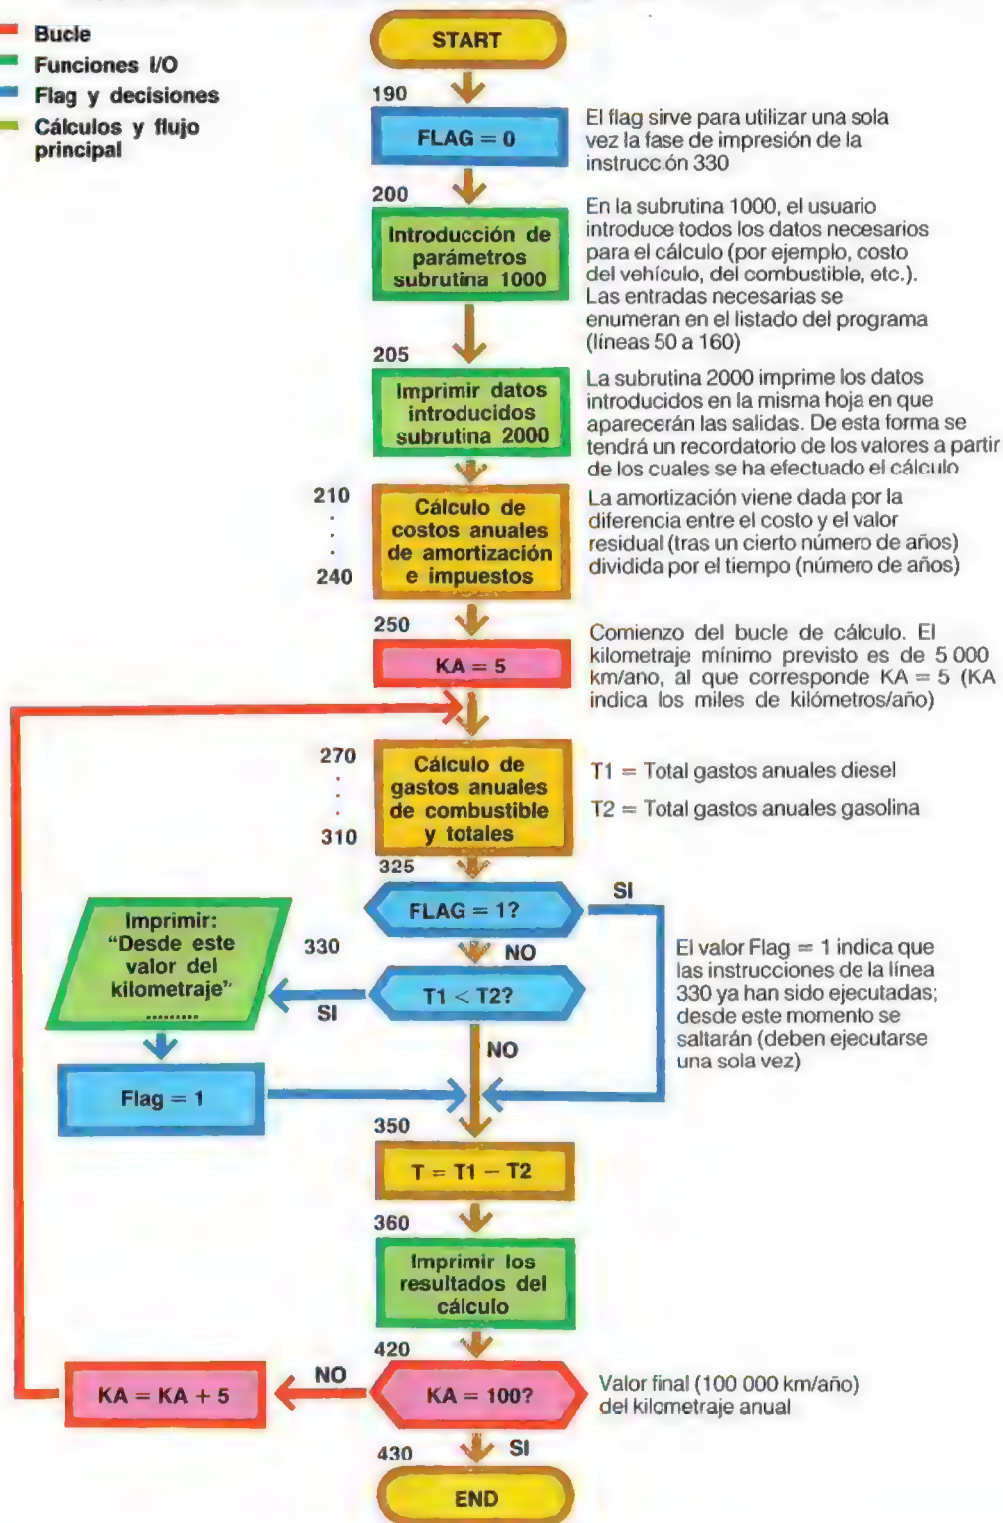 Bucle
Funciones I/O
Flag y decisiones
Cálculos y flujo
principal
START
190
FLAG = 0
El flag sirve para utilizar una sola
vez la fase de impresión de la
instrucción 330
200
Introducción de
parámetros
subrutina 1000
En la subrutina 1000, el usuario
introduce todos los datos necesarios
para el cálculo (por ejemplo, costo
del vehículo, del combustible, etc.).
Las entradas necesarias se
enumeran en el listado del programa
(líneas 50 a 160)
205
Imprimir datos
introducidos
subrutina 2000
La subrutina 2000 imprime los datos
introducidos en la misma hoja en que
aparecerán las salidas. De esta forma se
tendrá un recordatorio de los valores a partir
de los cuales se ha efectuado el cálculo
210
.
.
.
240
Cálculo de
costos anuales
de amortización
e impuestos
La amortización viene dada por la
diferencia entre el costo y el valor
residual (tras un cierto número de años)
dividida por el tiempo (número de años)
250
KA = 5
Comienzo del bucle de cálculo. El
kilometraje mínimo previsto es de 5 000
km/ano, al que corresponde KA = 5 (KA
indica los miles de kilómetros/año)
270
.
.
.
310
Cálculo de
gastos anuales
de combustible
y totales
T1 = Total gastos anuales diesel
T2 = Total gastos anuales gasolina
325
FLAG = 1?
SI
NO
Imprimir:
“Desde este
valor del
kilometraje”
.........
330
T1 < T2?
SI
NO
El valor Flag = 1 indica que
las instrucciones de la línea
330 ya han sido ejecutadas;
desde este momento se
saltarán (deben ejecutarse
una sola vez)
Flag = 1
350
T = T1 − T2
360
Imprimir los
resultados del
cálculo
420
KA = 100?
NO
KA = KA + 5
Valor final (100 000 km/año)
del kilometraje anual
SI
430
END